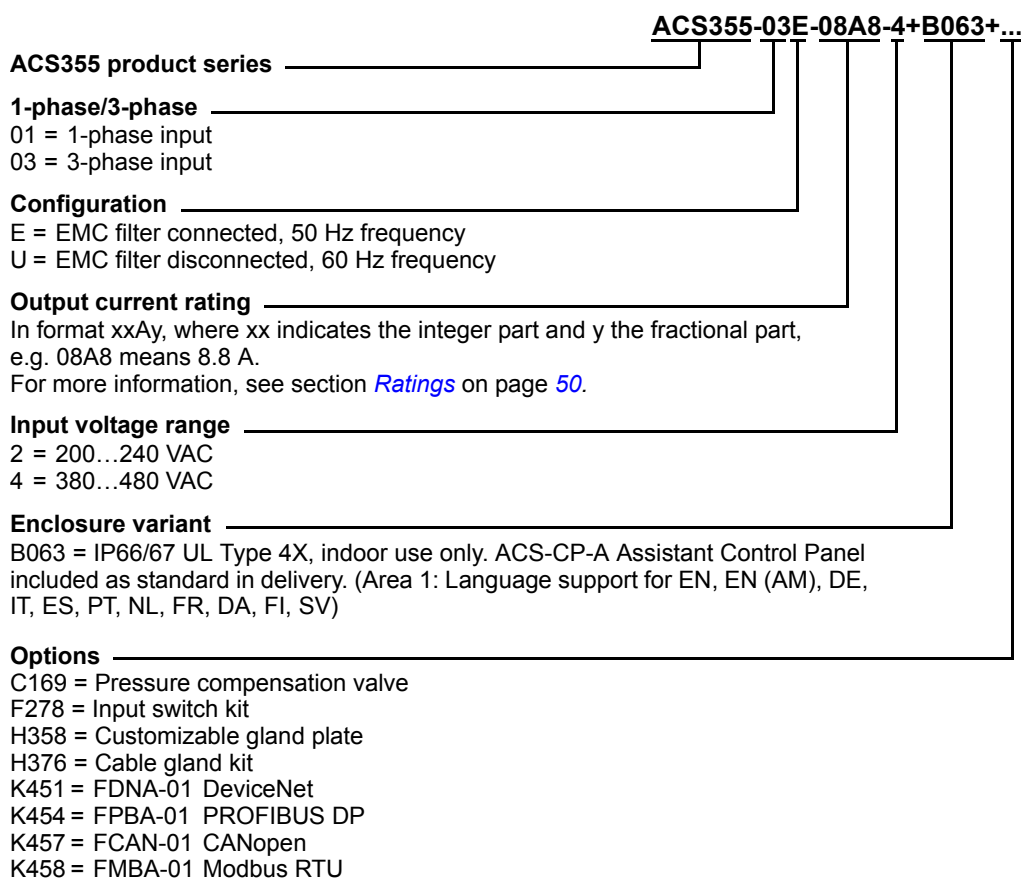 ACS355-03E-08A8-4+B063+...
ACS355 product series
1-phase/3-phase
01 = 1-phase input
03 = 3-phase input
Configuration
E = EMC filter connected, 50 Hz frequency
U = EMC filter disconnected, 60 Hz frequency
Output current rating
In format xxAy, where xx indicates the integer part and y the fractional part,
e.g. 08A8 means 8.8 A.
For more information, see section Ratings on page 50.
Input voltage range
2 = 200…240 VAC
4 = 380…480 VAC
Enclosure variant
B063 = IP66/67 UL Type 4X, indoor use only. ACS-CP-A Assistant Control Panel
included as standard in delivery. (Area 1: Language support for EN, EN (AM), DE,
IT, ES, PT, NL, FR, DA, FI, SV)
Options
C169 = Pressure compensation valve
F278 = Input switch kit
H358 = Customizable gland plate
H376 = Cable gland kit
K451 = FDNA-01 DeviceNet
K454 = FPBA-01 PROFIBUS DP
K457 = FCAN-01 CANopen
K458 = FMBA-01 Modbus RTU